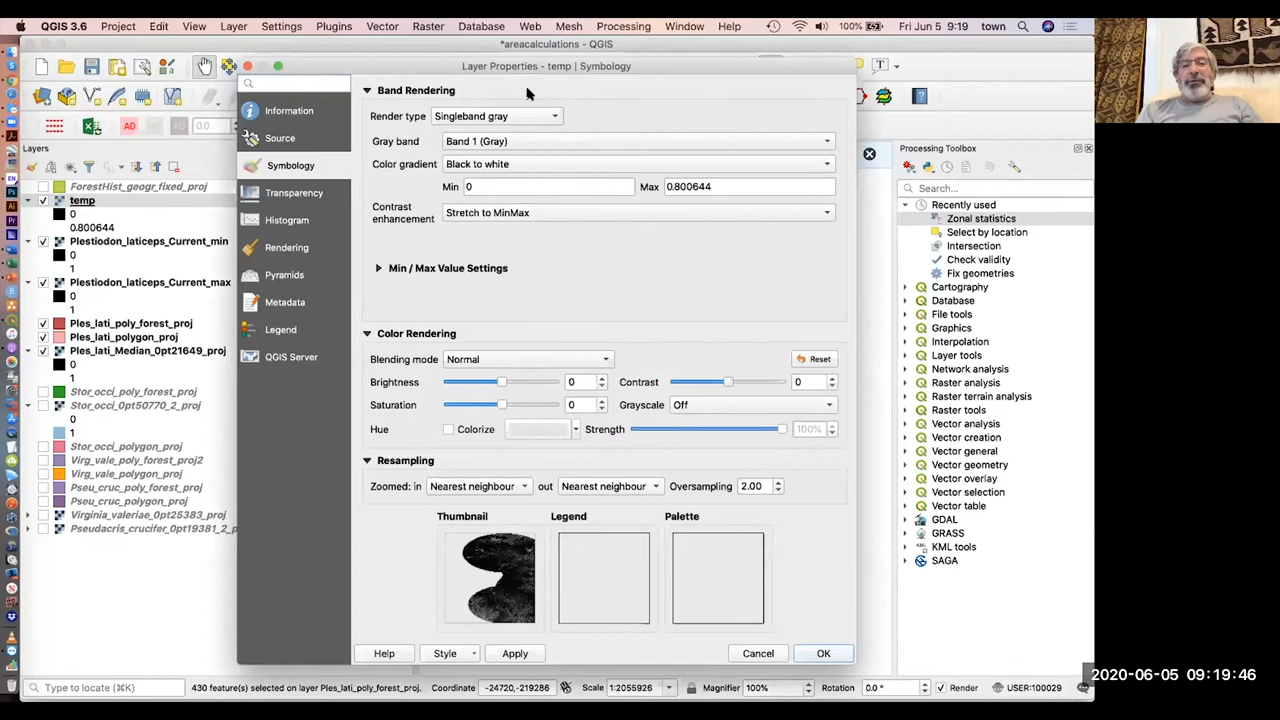 QGIS 3.6 Project Edit View Layer Settings Plugins Vector Raster Database Web Mesh Processing Window Help 100% Fri Jun 5 9:19 town
*areacalculations - QGIS
Layer Properties - temp | Symbology
Information
Source
Symbology
Transparency
Histogram
Rendering
Pyramids
Metadata
Legend
QGIS Server
Band Rendering
Render type Singleband gray
Gray band Band 1 (Gray)
Color gradient Black to white
Min 0 Max 0.800644
Contrast
enhancement Stretch to MinMax
Min / Max Value Settings
Color Rendering
Blending mode Normal Reset
Brightness 0 Contrast 0
Saturation 0 Grayscale Off
Hue Colorize Strength 100%
Resampling
Zoomed: in Nearest neighbour out Nearest neighbour Oversampling 2.00
Thumbnail Legend Palette
Help Style Apply Cancel OK
AD RD 0.0
Layers
ForestHist_geogr_fixed_proj
temp
0
0.800644
Plestiodon_laticeps_Current_min
0
1
Plestiodon_laticeps_Current_max
0
1
Ples_lati_poly_forest_proj
Ples_lati_polygon_proj
Ples_lati_Median_0pt21649_proj
0
1
Stor_occi_poly_forest_proj
Stor_occi_0pt50770_2_proj
0
1
Stor_occi_polygon_proj
Virg_vale_poly_forest_proj2
Virg_vale_polygon_proj
Pseu_cruc_poly_forest_proj
Pseu_cruc_polygon_proj
Virginia_valeriae_0pt25383_proj
Pseudacris_crucifer_0pt19381_2_p
T
Processing Toolbox
Search...
Recently used
Zonal statistics
Select by location
Intersection
Check validity
Fix geometries
Cartography
Database
File tools
Graphics
Interpolation
Layer tools
Network analysis
Raster analysis
Raster terrain analysis
Raster tools
Vector analysis
Vector creation
Vector general
Vector geometry
Vector overlay
Vector selection
Vector table
GDAL
GRASS
KML tools
SAGA
Type to locate (⌘K) 430 feature(s) selected on layer Ples_lati_poly_forest_proj. Coordinate -24720,-219286 Scale 1:2055926 Magnifier 100% Rotation 0.0 ° Render USER:100029
2020-06-05 09:19:46